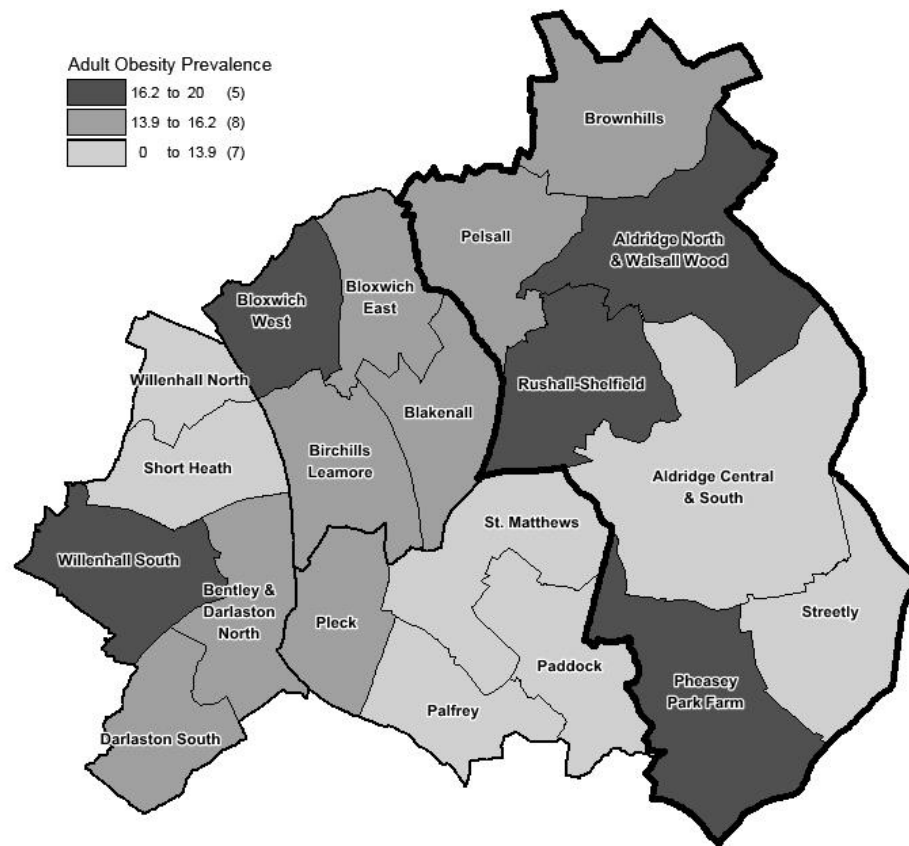 Adult Obesity Prevalence
16.2 to 20 (5)
13.9 to 16.2 (8)
0 to 13.9 (7)
Brownhills
Pelsall
Aldridge North
& Walsall Wood
Bloxwich
West
Bloxwich
East
Willenhall North
Rushall-Shelfield
Blakenall
Birchills
Leamore
Short Heath
Aldridge Central
& South
St. Matthews
Willenhall South
Bentley &
Darlaston
North
Pleck
Streetly
Paddock
Pheasey
Park Farm
Palfrey
Darlaston South